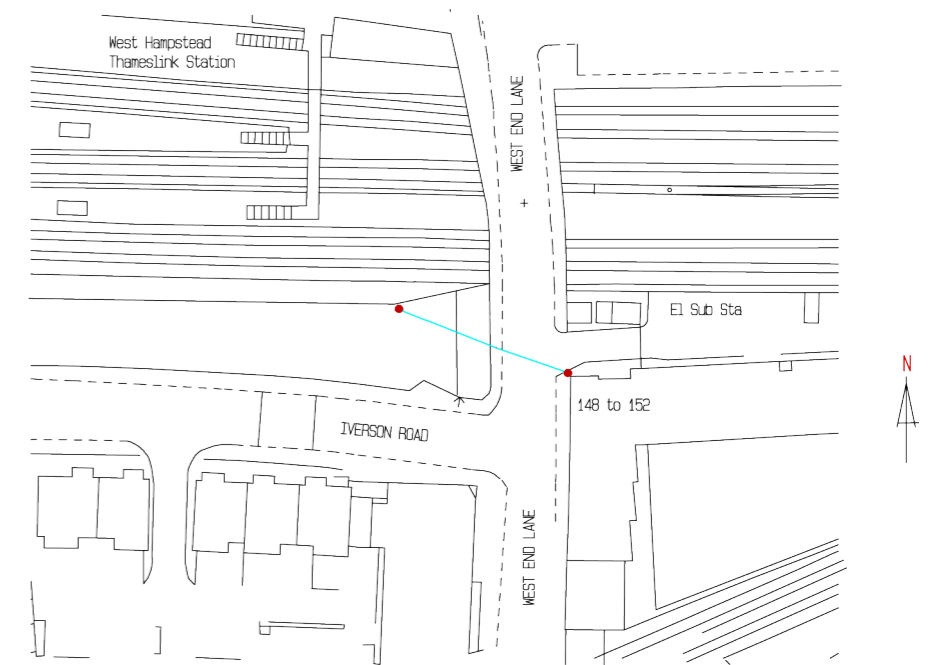 West Hampstead
Thameslink Station
WEST END LANE
El Sub Sta
N
148 to 152
IVERSON ROAD
WEST END LANE